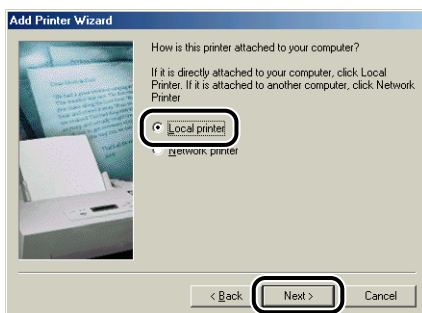 Add Printer Wizard
How is this printer attached to your computer?
If it is directly attached to your computer, click Local
Printer. If it is attached to another computer, click Network
Printer
Local printer
Network printer
< Back
Next >
Cancel